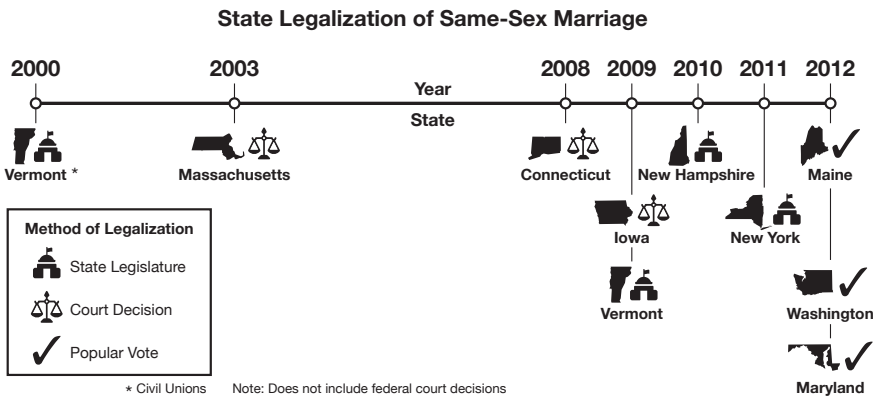 State Legalization of Same-Sex Marriage
2000 2003 2008 2009 2010 2011 2012
Year
State
Vermont * Massachusetts Connecticut New Hampshire Maine
Iowa New York
Vermont Washington
Maryland
Method of Legalization
State Legislature
Court Decision
Popular Vote
* Civil Unions Note: Does not include federal court decisions